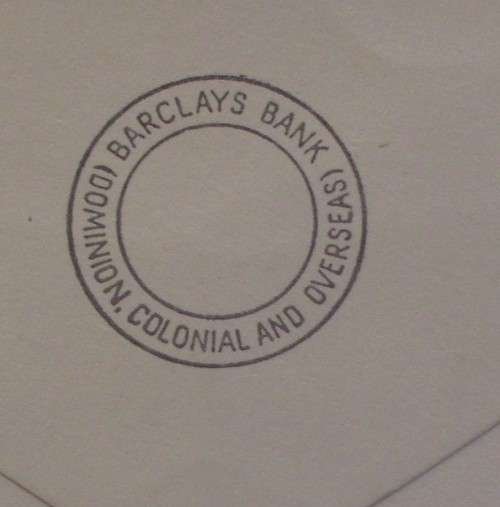 BARCLAYS BANK
(DOMINION, COLONIAL AND OVERSEAS)